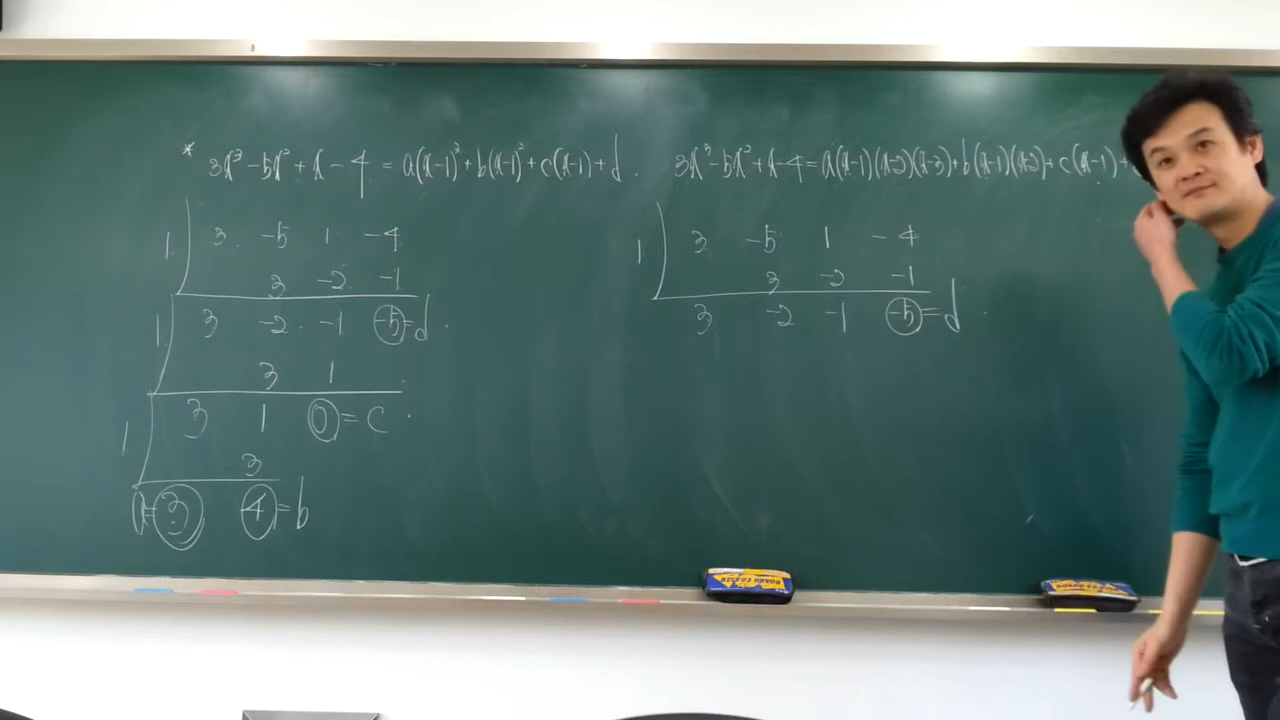 * 3x³-5x²+x-4 = a(x-1)³+b(x-1)²+c(x-1)+d.
1 3 -5 1 -4
3 -2 -1
1 3 -2 -1 -5=d
3 1
1 3 1 0=c
3
a=3 4=b
3x³-5x²+x-4=a(x-1)(x-2)(x-3)+b(x-1)(x-2)+c(x-1)+
1 3 -5 1 -4
3 -2 -1
3 -2 -1 -5=d
BOARD ERASER